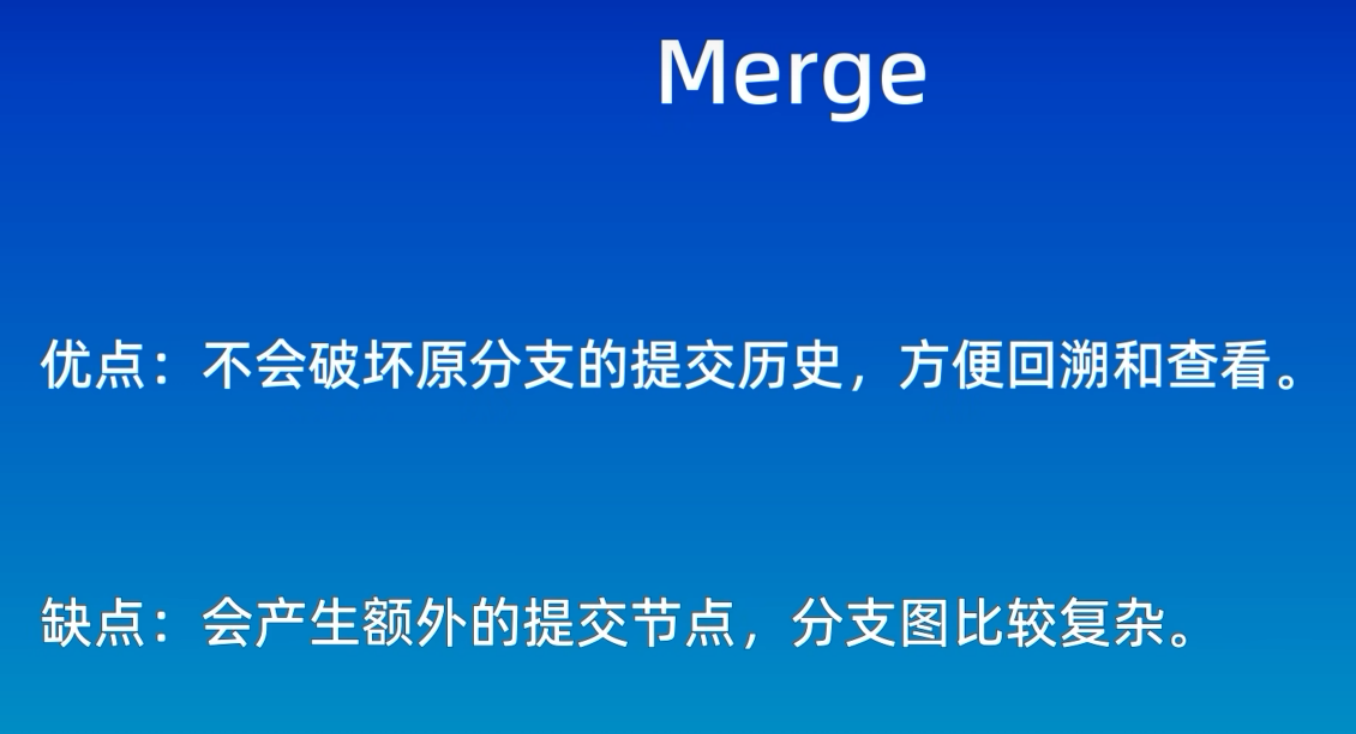 Merge
优点：不会破坏原分支的提交历史，方便回溯和查看。
缺点：会产生额外的提交节点，分支图比较复杂。